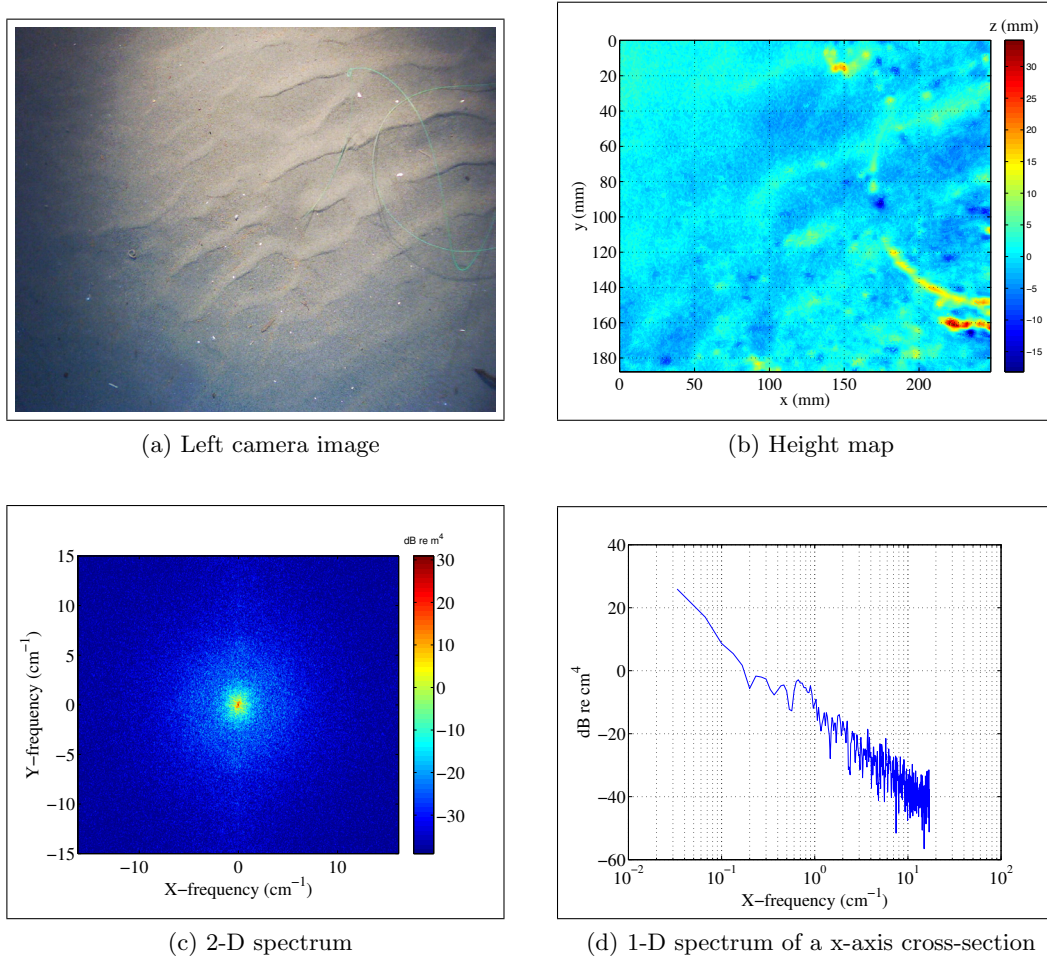 (a) Left camera image
z (mm)
0
20
40
60
80
100
120
140
160
180
y (mm)
0 50 100 150 200
x (mm)
30
25
20
15
10
5
0
−5
−10
−15
(b) Height map
dB re m⁴
15
10
5
0
−5
−10
−15
Y−frequency (cm⁻¹)
−10 0 10
X−frequency (cm⁻¹)
30
20
10
0
−10
−20
−30
(c) 2-D spectrum
40
20
0
−20
−40
−60
dB re cm⁴
10⁻² 10⁻¹ 10⁰ 10¹ 10²
X−frequency (cm⁻¹)
(d) 1-D spectrum of a x-axis cross-section